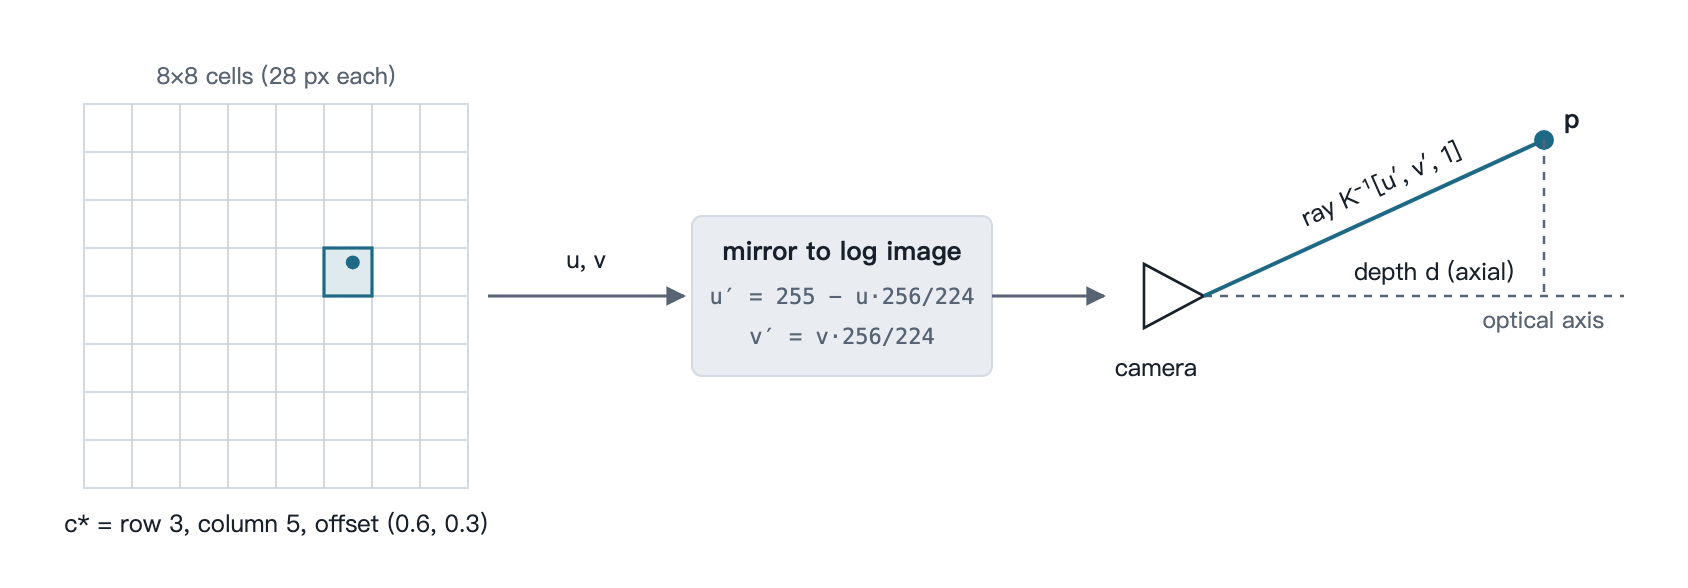 8×8 cells (28 px each)
c* = row 3, column 5, offset (0.6, 0.3)
u, v
mirror to log image
u′ = 255 − u·256/224
v′ = v·256/224
camera
ray K⁻¹[u′, v′, 1]
p
depth d (axial)
optical axis